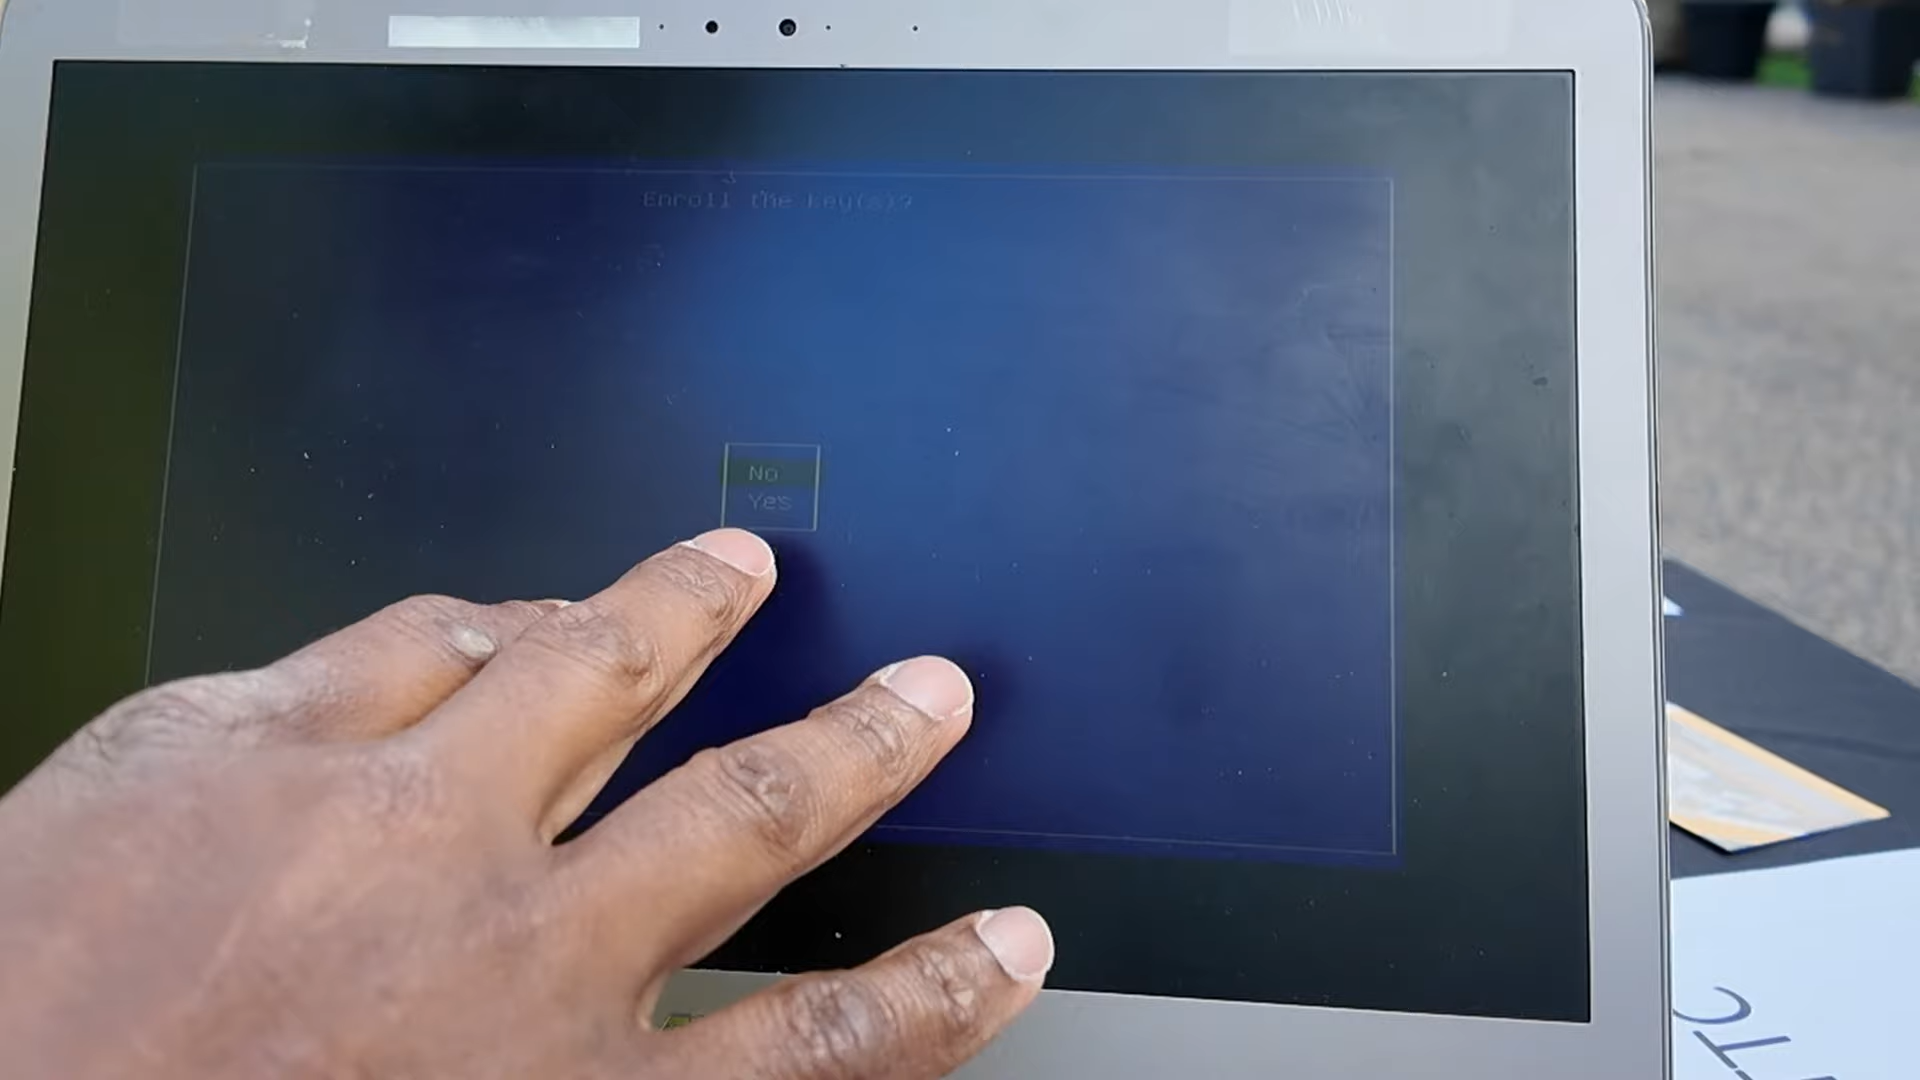 Enroll the key(s)?
No
Yes